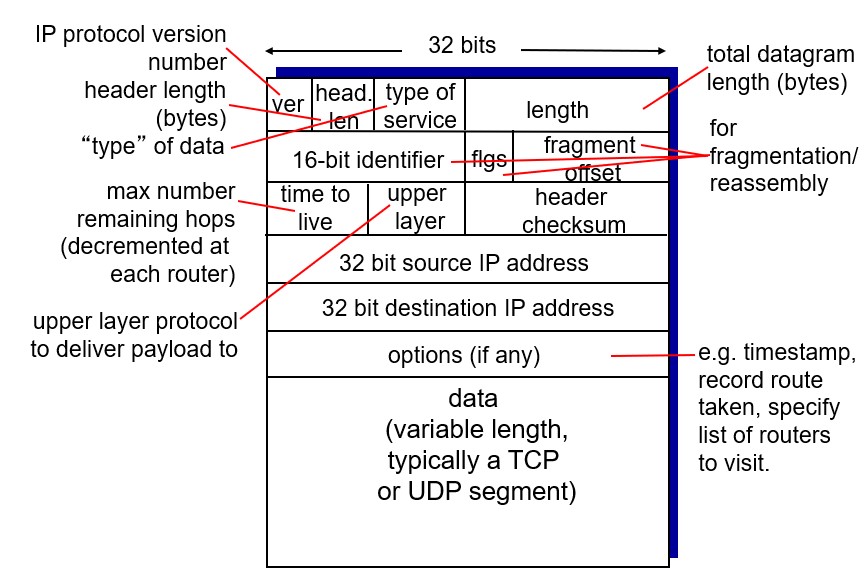 IP protocol version
number
header length
(bytes)
“type” of data
max number
remaining hops
(decremented at
each router)
upper layer protocol
to deliver payload to
32 bits
ver
head.
len
type of
service
length
16-bit identifier
flgs
fragment
offset
time to
live
upper
layer
header
checksum
32 bit source IP address
32 bit destination IP address
options (if any)
data
(variable length,
typically a TCP
or UDP segment)
total datagram
length (bytes)
for
fragmentation/
reassembly
e.g. timestamp,
record route
taken, specify
list of routers
to visit.